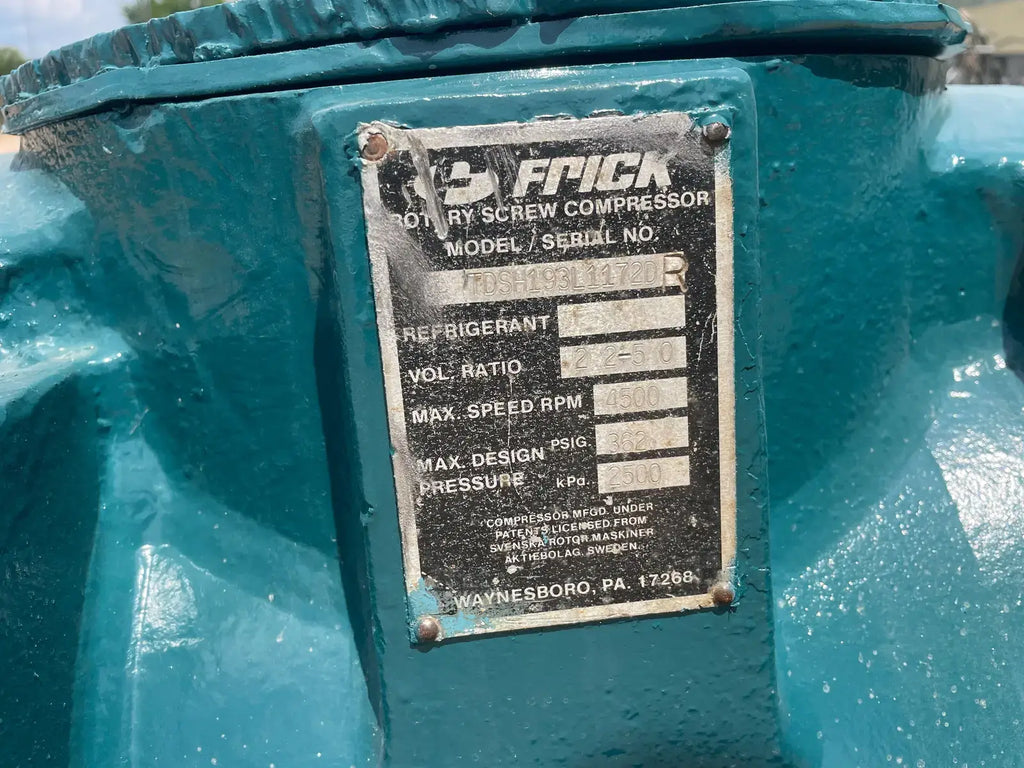 FRICK
ROTARY SCREW COMPRESSOR
MODEL / SERIAL NO.
TDSH193L1172D R
REFRIGERANT
VOL. RATIO 2.2-5.0
MAX. SPEED RPM 4500
MAX. DESIGN PSIG. 362
PRESSURE kPa. 2500
COMPRESSOR MFGD. UNDER
PATENTS LICENSED FROM
SVENSKA ROTOR MASKINER
AKTIEBOLAG, SWEDEN.
WAYNESBORO, PA. 17268